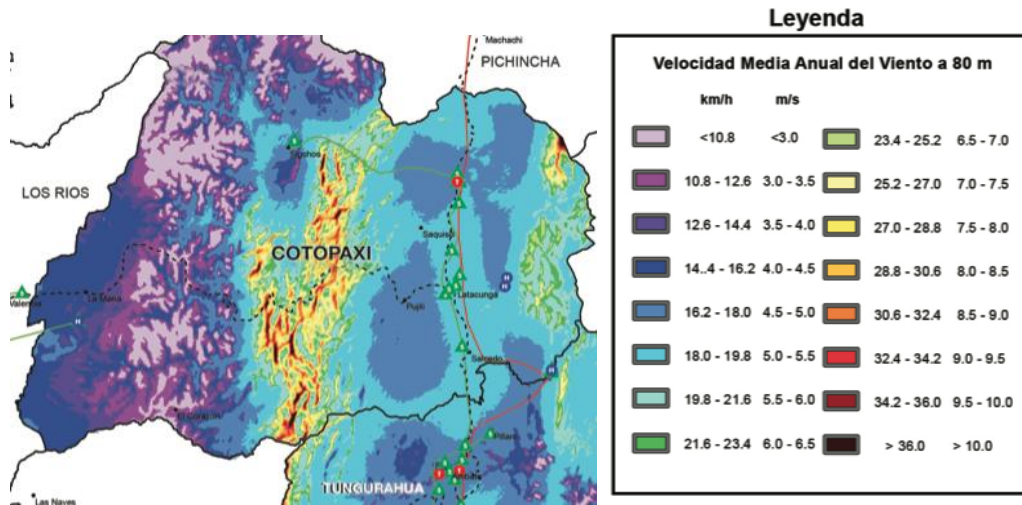 Machachi
PICHINCHA
Sigchos
LOS RIOS
Saquisilí
COTOPAXI
La Maná
Valencia
Latacunga
Pujilí
Salcedo
El Corazón
Píllaro
TUNGURAHUA
Las Naves
Leyenda
Velocidad Media Anual del Viento a 80 m
km/h m/s
<10.8 <3.0 23.4 - 25.2 6.5 - 7.0
10.8 - 12.6 3.0 - 3.5 25.2 - 27.0 7.0 - 7.5
12.6 - 14.4 3.5 - 4.0 27.0 - 28.8 7.5 - 8.0
14..4 - 16.2 4.0 - 4.5 28.8 - 30.6 8.0 - 8.5
16.2 - 18.0 4.5 - 5.0 30.6 - 32.4 8.5 - 9.0
18.0 - 19.8 5.0 - 5.5 32.4 - 34.2 9.0 - 9.5
19.8 - 21.6 5.5 - 6.0 34.2 - 36.0 9.5 - 10.0
21.6 - 23.4 6.0 - 6.5 > 36.0 > 10.0